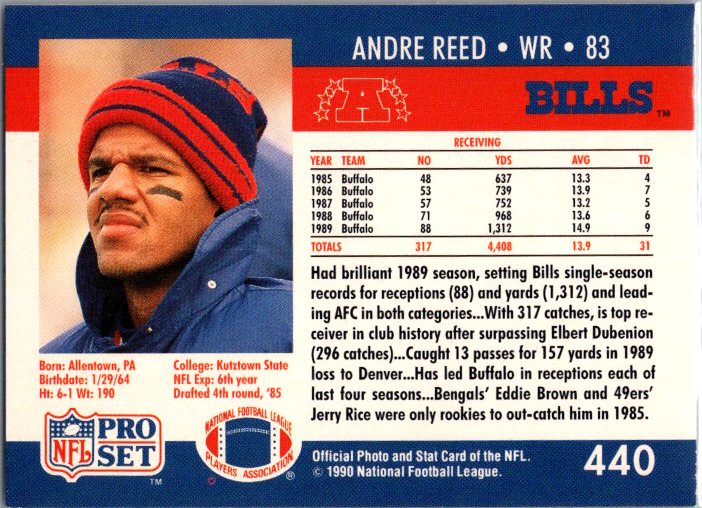 ANDRE REED • WR • 83
A
BILLS™
RECEIVING
YEAR TEAM NO YDS AVG TD
1985 Buffalo 48 637 13.3 4
1986 Buffalo 53 739 13.9 7
1987 Buffalo 57 752 13.2 5
1988 Buffalo 71 968 13.6 6
1989 Buffalo 88 1,312 14.9 9
TOTALS 317 4,408 13.9 31
Had brilliant 1989 season, setting Bills single-season
records for receptions (88) and yards (1,312) and lead-
ing AFC in both categories...With 317 catches, is top re-
ceiver in club history after surpassing Elbert Dubenion
(296 catches)...Caught 13 passes for 157 yards in 1989
loss to Denver...Has led Buffalo in receptions each of
last four seasons...Bengals' Eddie Brown and 49ers'
Jerry Rice were only rookies to out-catch him in 1985.
Born: Allentown, PA
Birthdate: 1/29/64
Ht: 6-1 Wt: 190
College: Kutztown State
NFL Exp: 6th year
Drafted 4th round, '85
NFL PRO SET ™
NATIONAL FOOTBALL LEAGUE
PLAYERS ASSOCIATION ®
Official Photo and Stat Card of the NFL.
© 1990 National Football League.
440